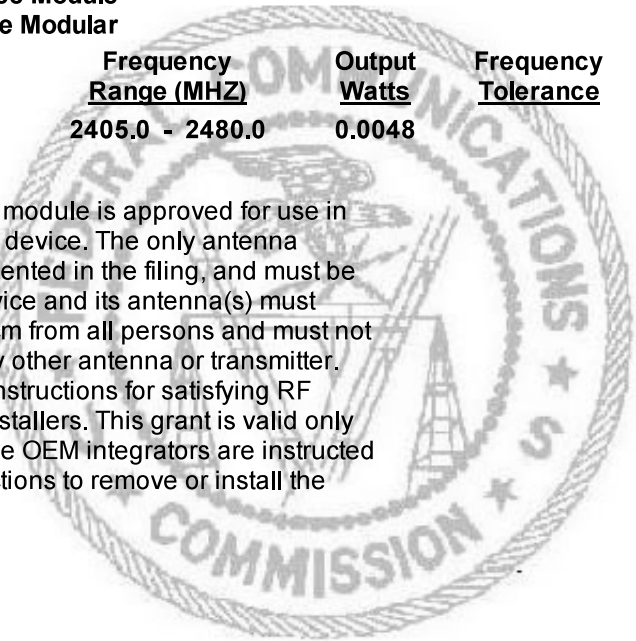 e Modular
Frequency Output Frequency
Range (MHZ) Watts Tolerance
2405.0 - 2480.0 0.0048
module is approved for use in
device. The only antenna
ented in the filing, and must be
vice and its antenna(s) must
m from all persons and must not
y other antenna or transmitter.
nstructions for satisfying RF
stallers. This grant is valid only
e OEM integrators are instructed
tions to remove or install the
FEDERAL COMMUNICATIONS
COMMISSION
U S